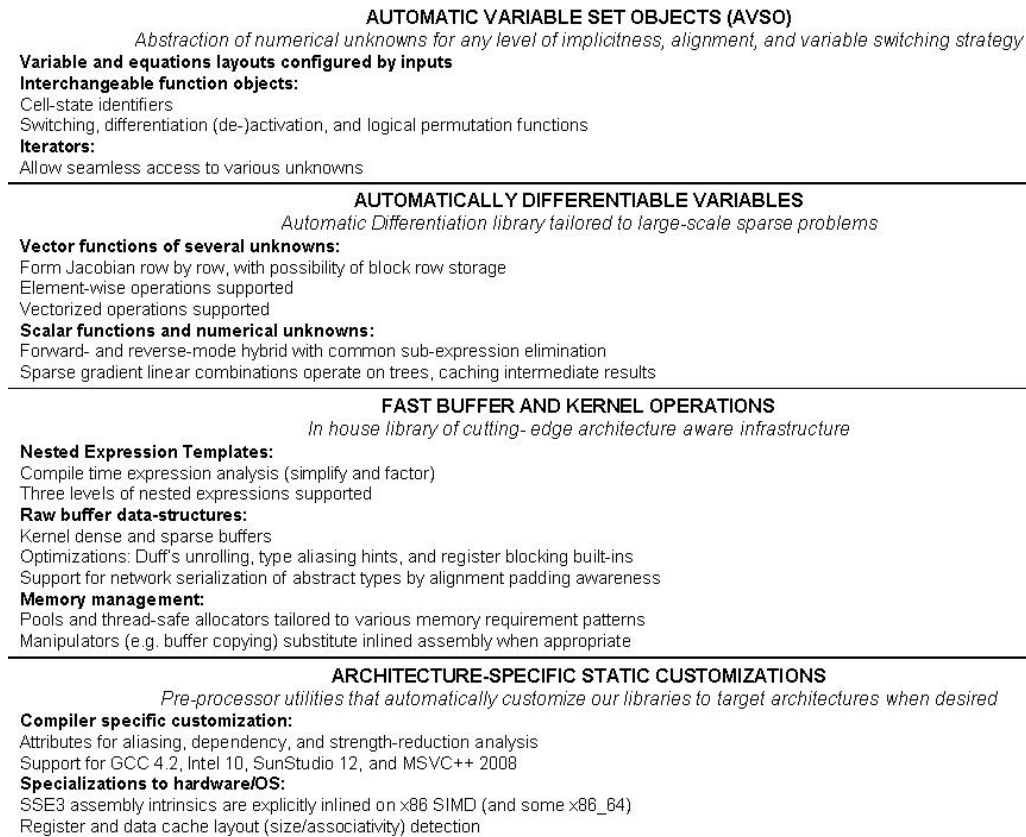 AUTOMATIC VARIABLE SET OBJECTS (AVSO)
Abstraction of numerical unknowns for any level of implicitness, alignment, and variable switching strategy
Variable and equations layouts configured by inputs
Interchangeable function objects:
Cell-state identifiers
Switching, differentiation (de-)activation, and logical permutation functions
Iterators:
Allow seamless access to various unknowns
AUTOMATICALLY DIFFERENTIABLE VARIABLES
Automatic Differentiation library tailored to large-scale sparse problems
Vector functions of several unknowns:
Form Jacobian row by row, with possibility of block row storage
Element-wise operations supported
Vectorized operations supported
Scalar functions and numerical unknowns:
Forward- and reverse-mode hybrid with common sub-expression elimination
Sparse gradient linear combinations operate on trees, caching intermediate results
FAST BUFFER AND KERNEL OPERATIONS
In house library of cutting- edge architecture aware infrastructure
Nested Expression Templates:
Compile time expression analysis (simplify and factor)
Three levels of nested expressions supported
Raw buffer data-structures:
Kernel dense and sparse buffers
Optimizations: Duff's unrolling, type aliasing hints, and register blocking built-ins
Support for network serialization of abstract types by alignment padding awareness
Memory management:
Pools and thread-safe allocators tailored to various memory requirement patterns
Manipulators (e.g. buffer copying) substitute inlined assembly when appropriate
ARCHITECTURE-SPECIFIC STATIC CUSTOMIZATIONS
Pre-processor utilities that automatically customize our libraries to target architectures when desired
Compiler specific customization:
Attributes for aliasing, dependency, and strength-reduction analysis
Support for GCC 4.2, Intel 10, SunStudio 12, and MSVC++ 2008
Specializations to hardware/OS:
SSE3 assembly intrinsics are explicitly inlined on x86 SIMD (and some x86_64)
Register and data cache layout (size/associativity) detection